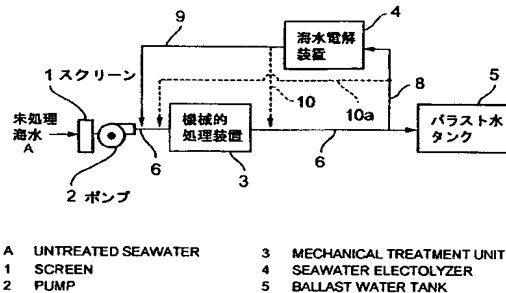 9
海水電解
装置
4
1 スクリーン
5
未処理
海水
A
機械的
処理装置
10
10a
8
バラスト水
タンク
6
6
2 ポンプ
3
A UNTREATED SEAWATER
1 SCREEN
2 PUMP
3 MECHANICAL TREATMENT UNIT
4 SEAWATER ELECTOLYZER
5 BALLAST WATER TANK